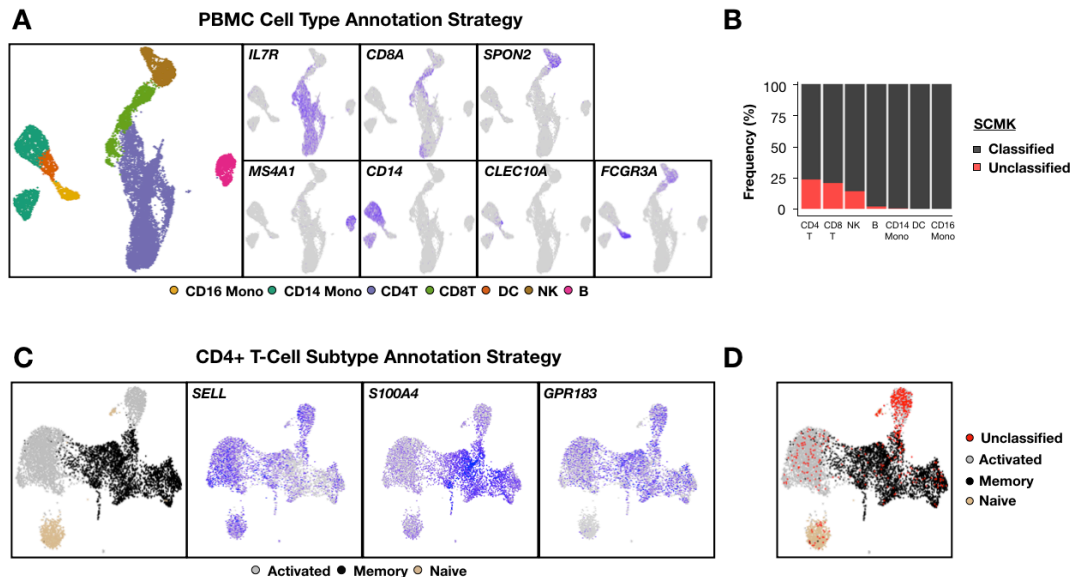 A
PBMC Cell Type Annotation Strategy
IL7R
CD8A
SPON2
MS4A1
CD14
CLEC10A
FCGR3A
CD16 Mono CD14 Mono CD4T CD8T DC NK B
B
Frequency (%)
100
75
50
25
0
CD4 T
CD8 T
NK
B
CD14 Mono
DC
CD16 Mono
SCMK
Classified
Unclassified
C
CD4+ T-Cell Subtype Annotation Strategy
SELL
S100A4
GPR183
Activated Memory Naive
D
Unclassified
Activated
Memory
Naive